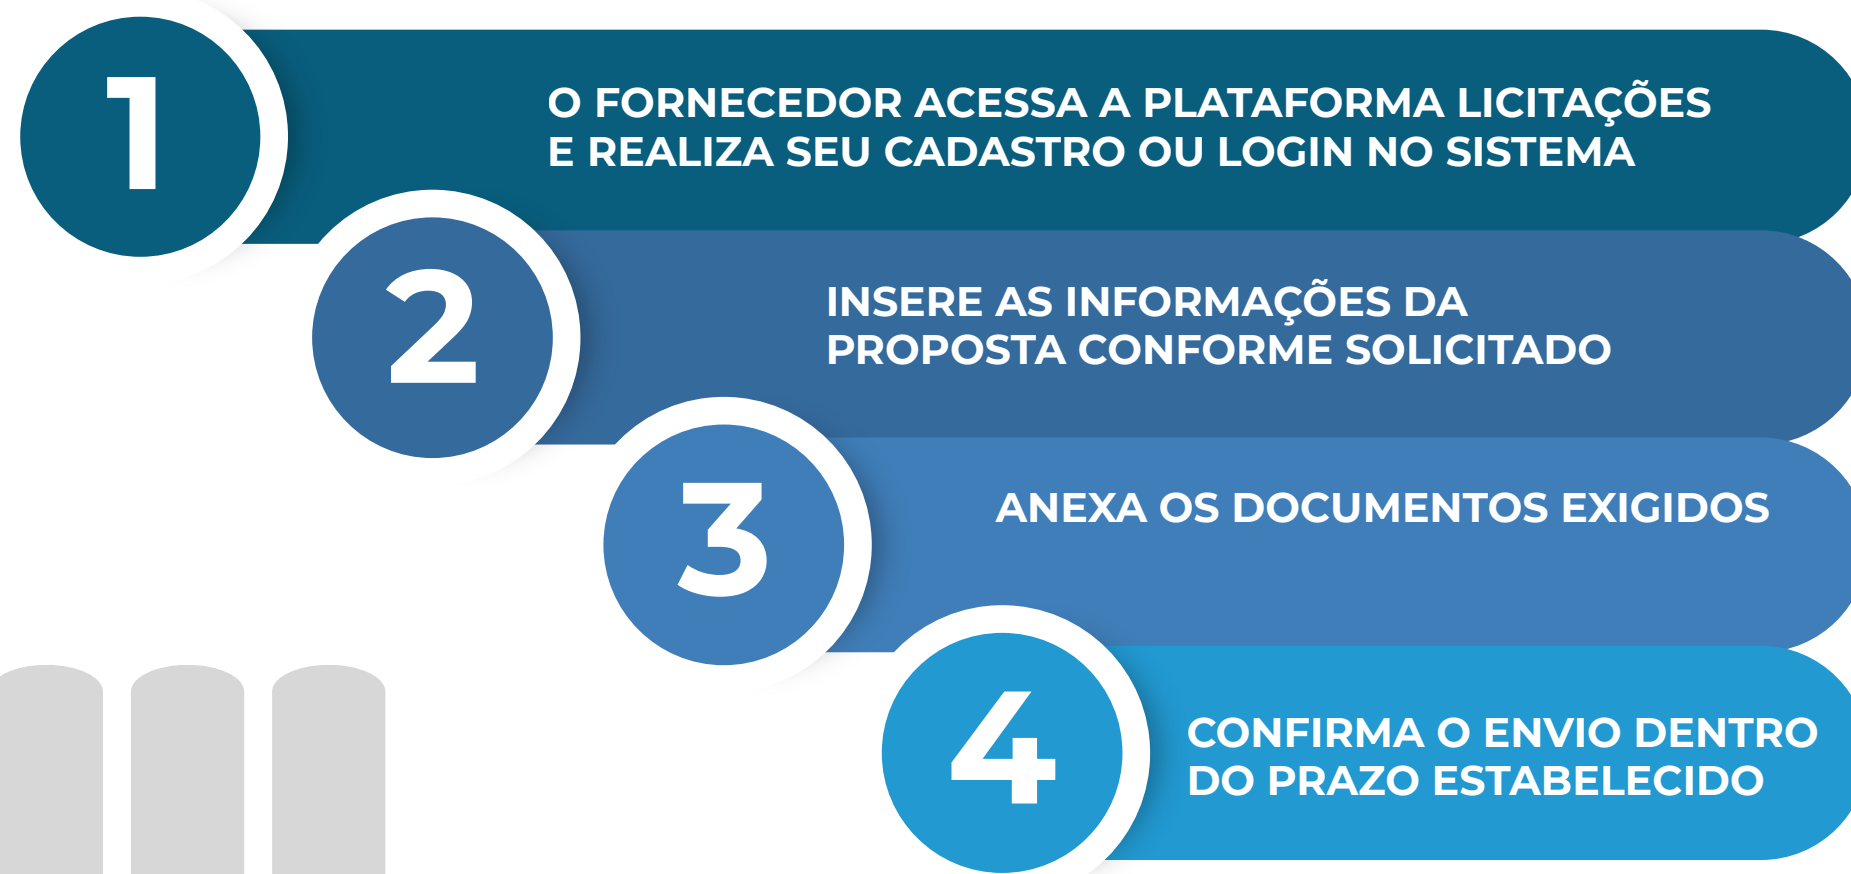 1
O FORNECEDOR ACESSA A PLATAFORMA LICITAÇÕES
E REALIZA SEU CADASTRO OU LOGIN NO SISTEMA
2
INSERE AS INFORMAÇÕES DA
PROPOSTA CONFORME SOLICITADO
3
ANEXA OS DOCUMENTOS EXIGIDOS
4
CONFIRMA O ENVIO DENTRO
DO PRAZO ESTABELECIDO